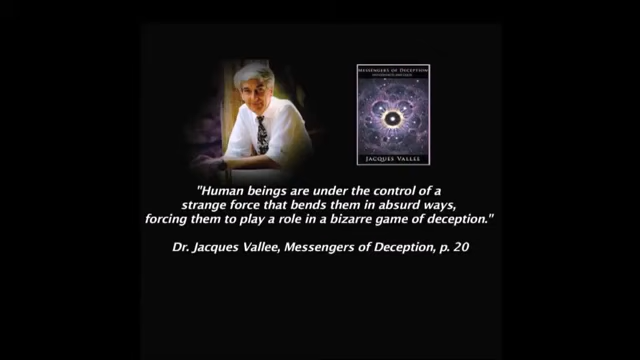 MESSENGERS OF DECEPTION
JACQUES VALLEE
"Human beings are under the control of a
strange force that bends them in absurd ways,
forcing them to play a role in a bizarre game of deception."
Dr. Jacques Vallee, Messengers of Deception, p. 20